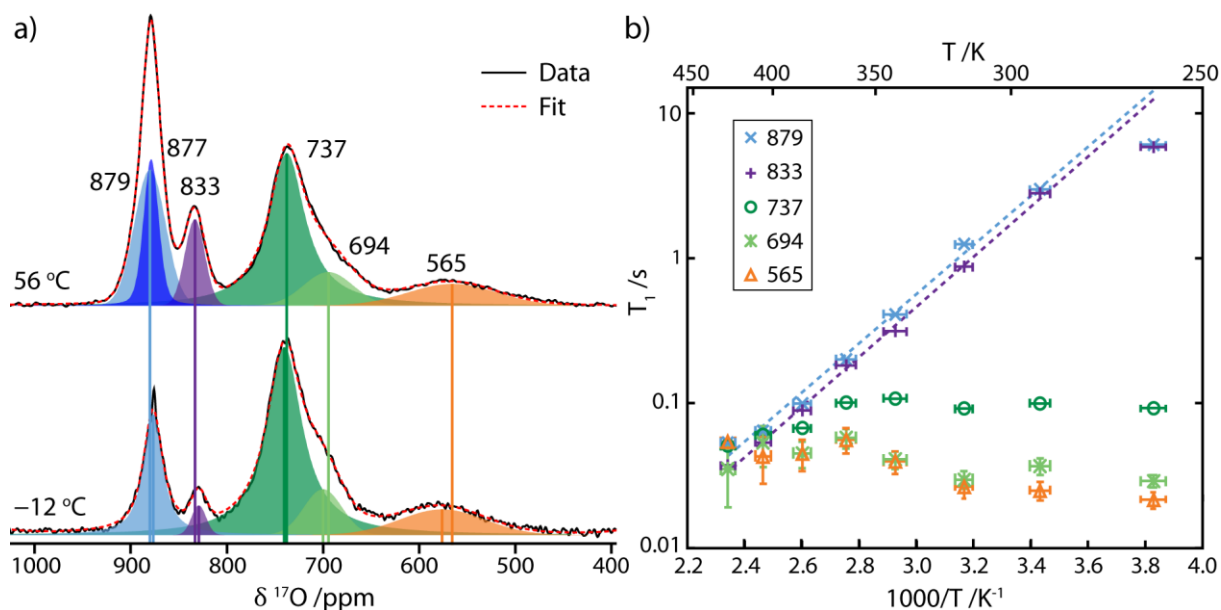 a)
Data
Fit
879
877
833
737
694
565
56 °C
−12 °C
1000 900 800 700 600 500 400
δ ¹⁷O /ppm
b)
T /K
450 400 350 300 250
10
1
0.1
0.01
T₁ /s
879
833
737
694
565
2.2 2.4 2.6 2.8 3.0 3.2 3.4 3.6 3.8 4.0
1000/T /K⁻¹